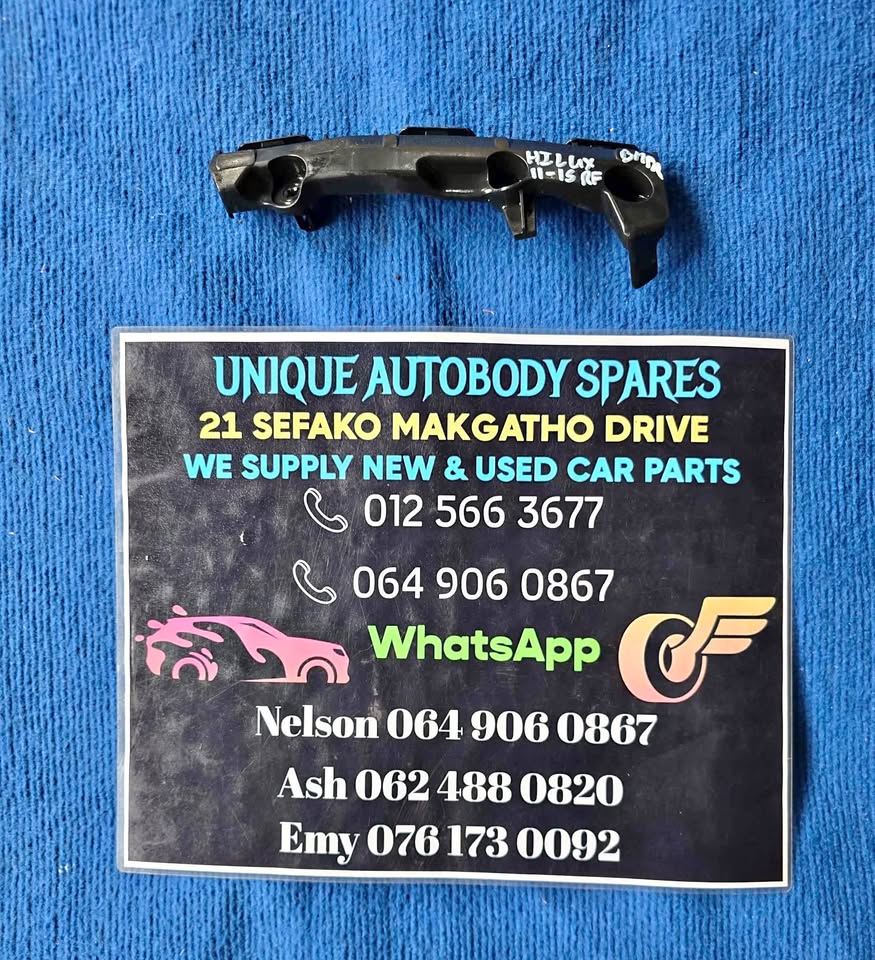 HILUX
11-15 RF
UNIQUE AUTOBODY SPARES
21 SEFAKO MAKGATHO DRIVE
WE SUPPLY NEW & USED CAR PARTS
012 566 3677
064 906 0867
WhatsApp
Nelson 064 906 0867
Ash 062 488 0820
Emy 076 173 0092